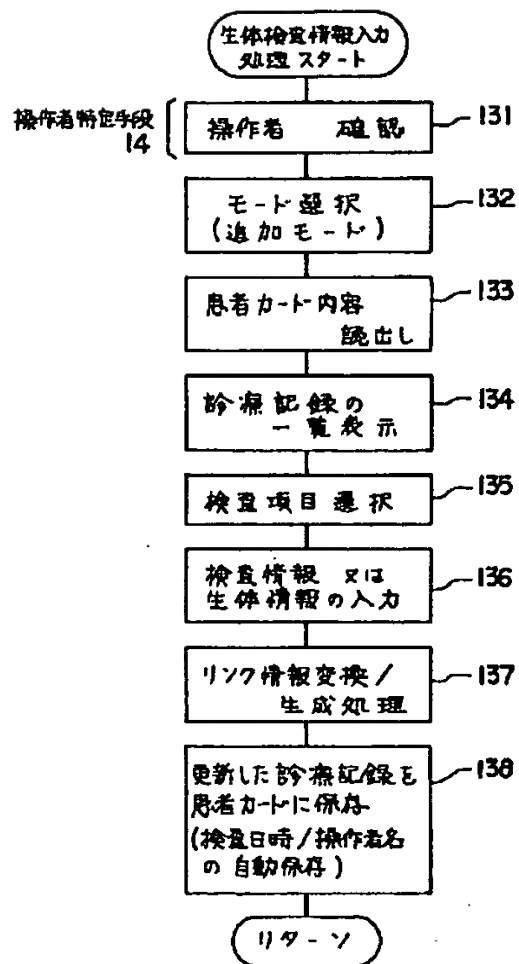 生体検査情報入力
処理スタート
操作者特定手段
14
操作者 確認
131
モード選択
(追加モード)
132
患者カード内容
読出し
133
診療記録の
一覧表示
134
検査項目選択
135
検査情報 又は
生体情報の入力
136
リンク情報変換/
生成処理
137
更新した診療記録を
患者カードに保存
(検査日時/操作者名
の自動保存)
138
リターン